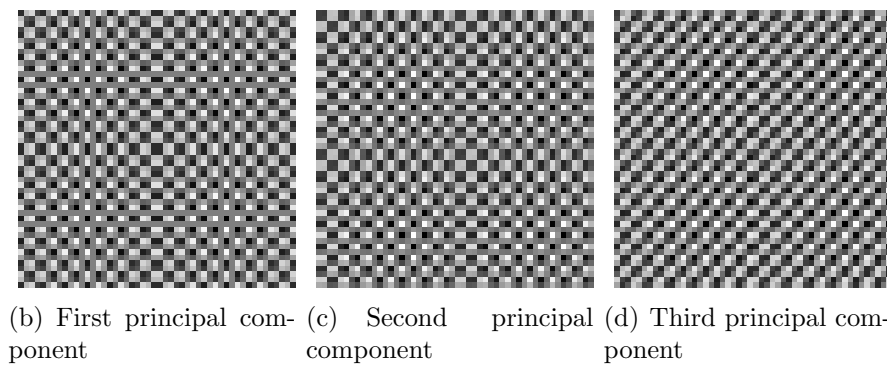 (b) First principal com-
ponent
(c) Second principal
component
(d) Third principal com-
ponent